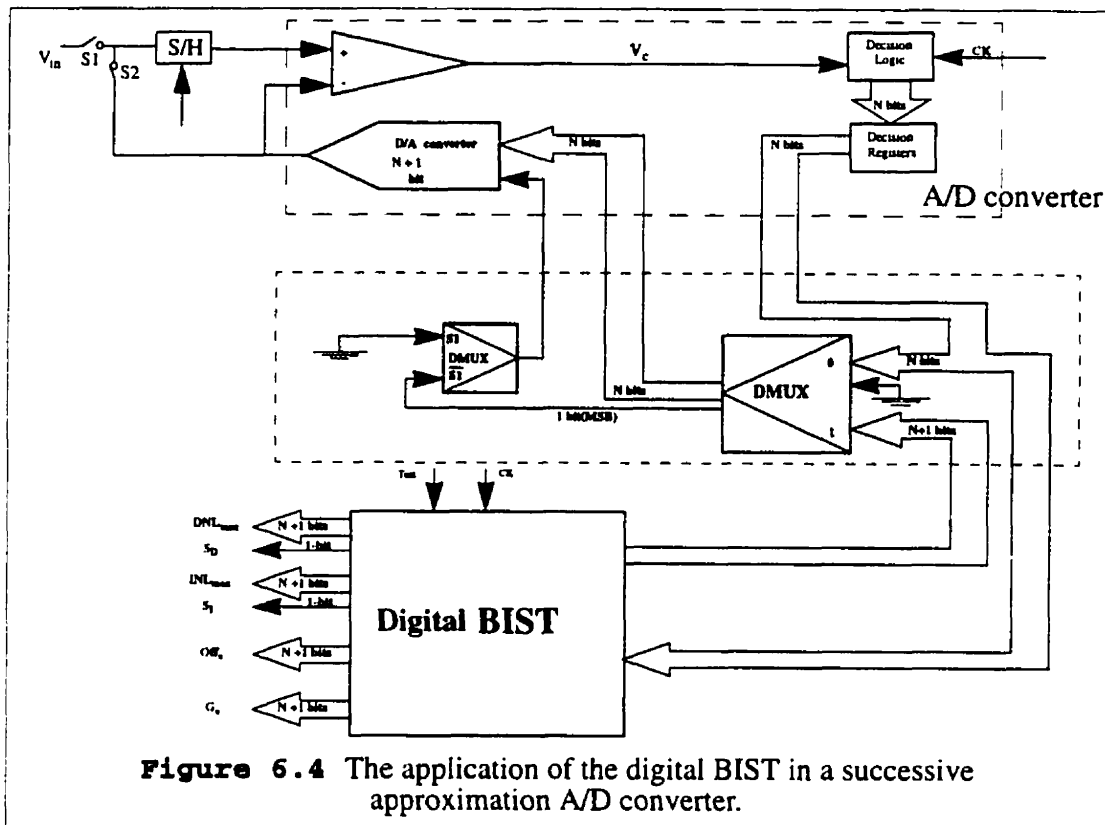 V_in
S1
S2
S/H
+
-
V_c
Decision
Logic
CK
N bits
Decision
Registers
N bits
D/A converter
N + 1
bit
N bits
A/D converter
S1
DMUX
S1
1 bit(MSB)
N bits
DMUX
0
1
N bits
N+1 bits
Test
CK
DNL_max
N +1 bits
S_D
1-bit
INL_max
N +1 bits
S_I
1-bit
Off_s
N +1 bits
G_e
N +1 bits
Digital BIST
Figure 6.4 The application of the digital BIST in a successive
approximation A/D converter.